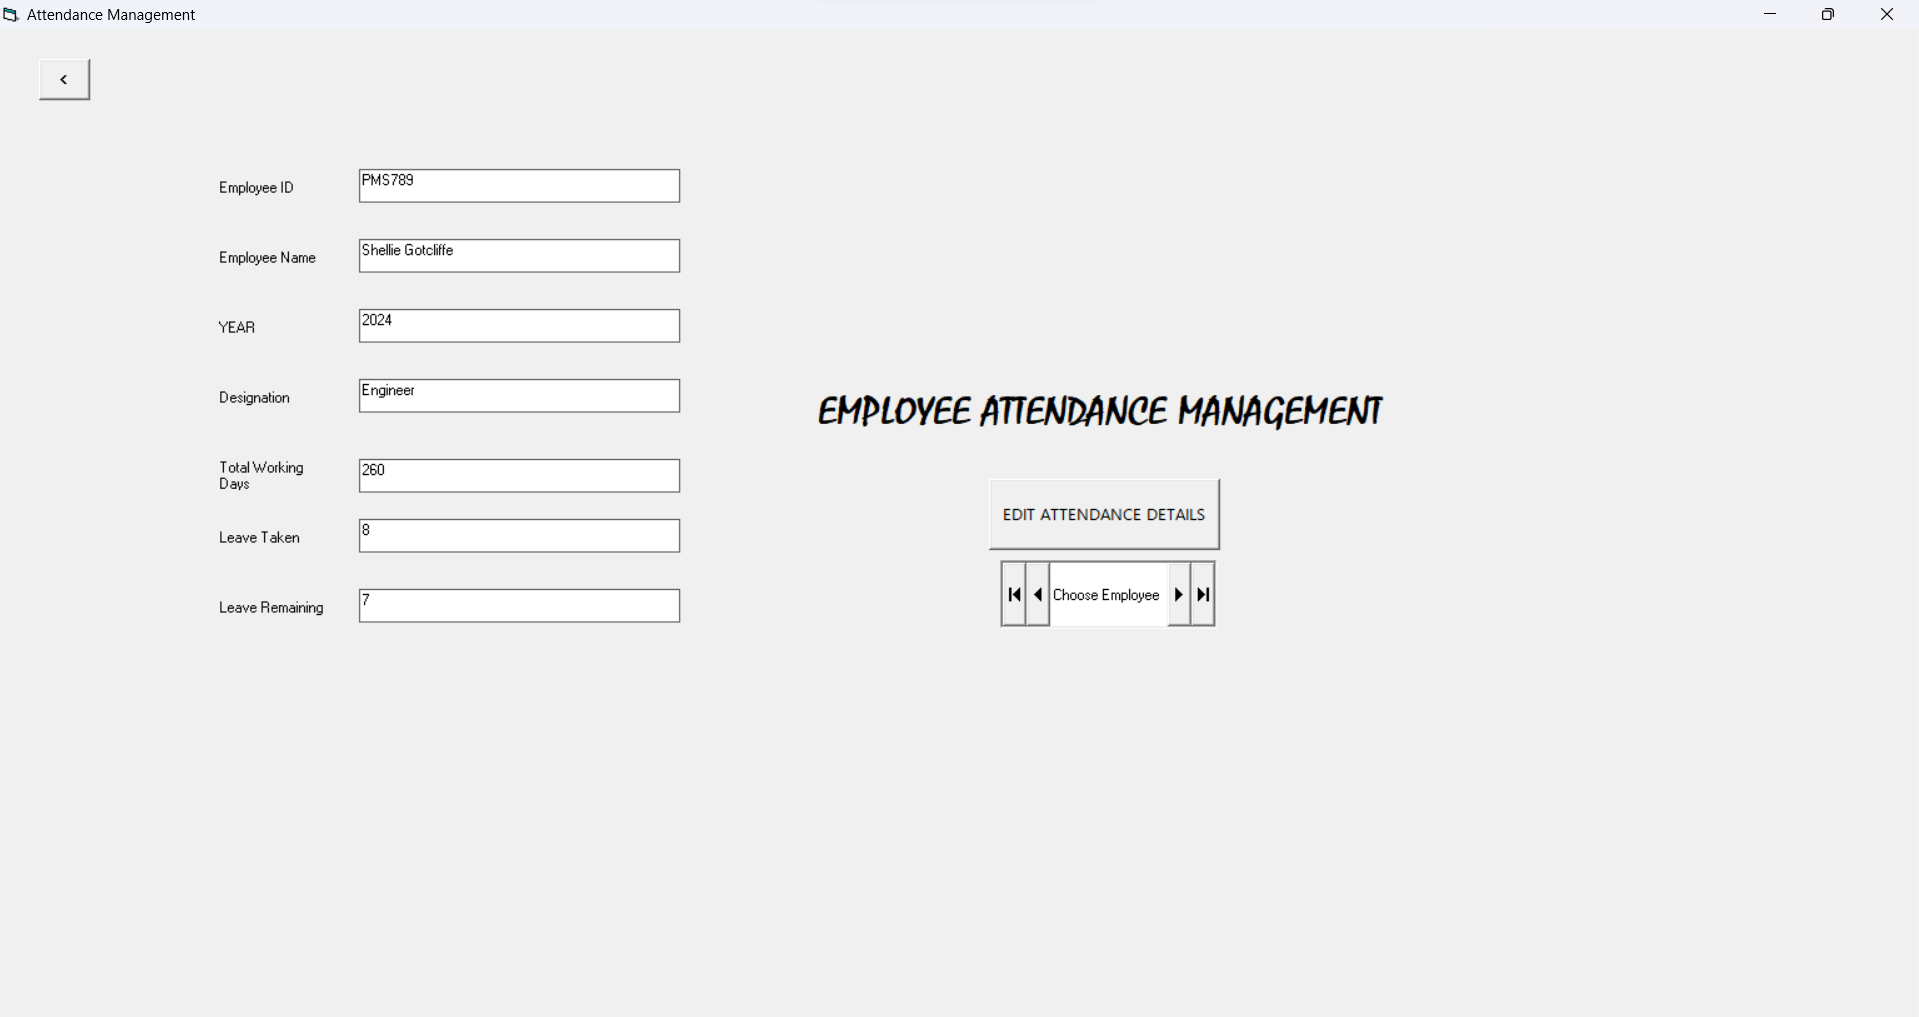 Attendance Management
<
Employee ID
PMS789
Employee Name
Shellie Gotcliffe
YEAR
2024
Designation
Engineer
EMPLOYEE ATTENDANCE MANAGEMENT
Total Working
Days
260
EDIT ATTENDANCE DETAILS
Leave Taken
8
Choose Employee
Leave Remaining
7